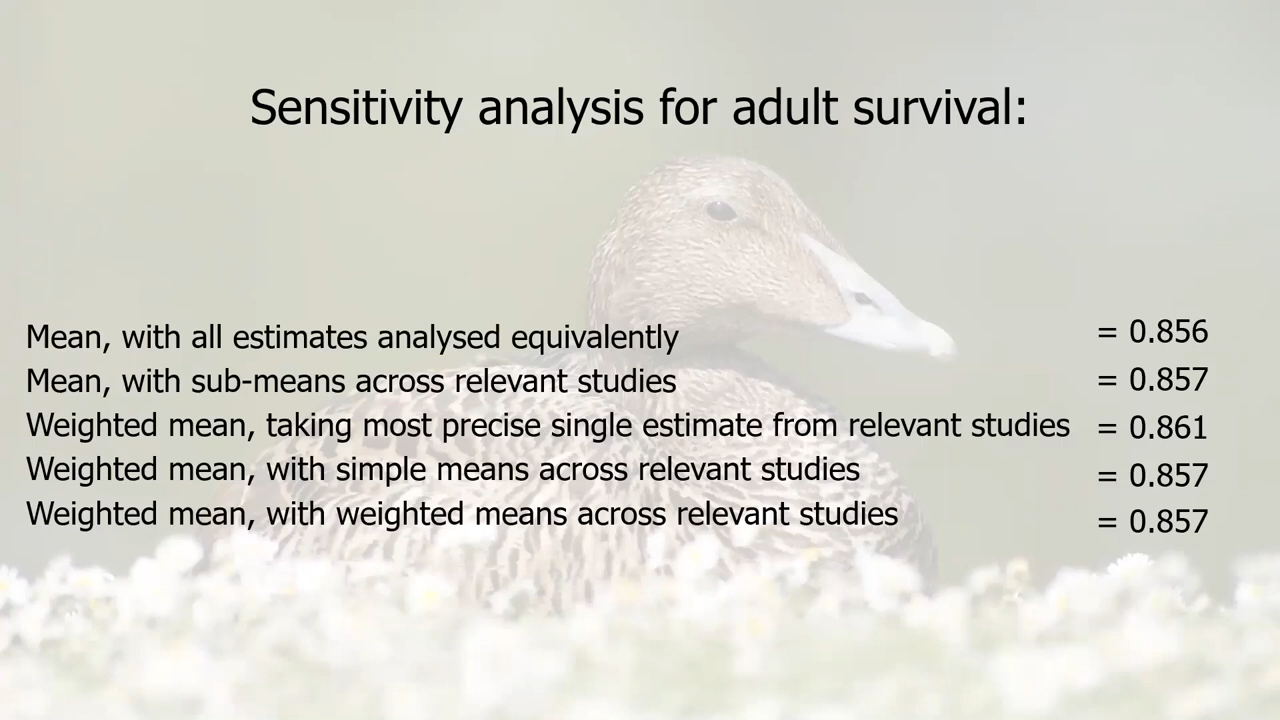 Sensitivity analysis for adult survival:
Mean, with all estimates analysed equivalently = 0.856
Mean, with sub-means across relevant studies = 0.857
Weighted mean, taking most precise single estimate from relevant studies = 0.861
Weighted mean, with simple means across relevant studies = 0.857
Weighted mean, with weighted means across relevant studies = 0.857